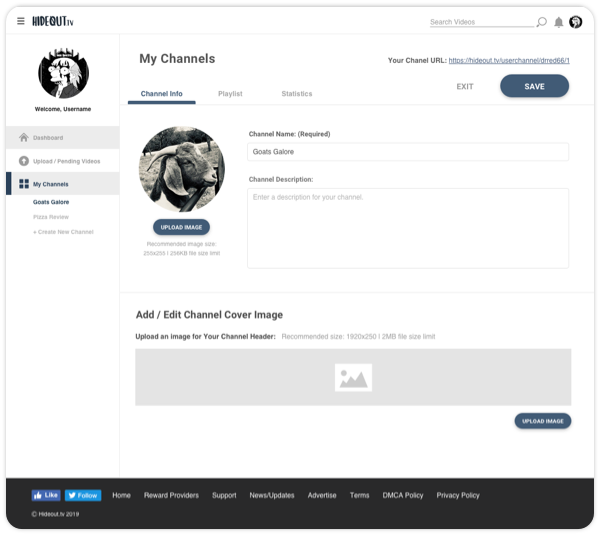 HIDEOUT TV
Search Videos
Welcome, Username
Dashboard
Upload / Pending Videos
My Channels
Goats Galore
Pizza Review
+ Create New Channel
My Channels
Your Chanel URL: https://hideout.tv/userchannel/drred66/1
Channel Info
Playlist
Statistics
EXIT
SAVE
UPLOAD IMAGE
Recommended image size:
255x255 | 256KB file size limit
Channel Name: (Required)
Goats Galore
Channel Description:
Enter a description for your channel.
Add / Edit Channel Cover Image
Upload an image for Your Channel Header: Recommended size: 1920x250 | 2MB file size limit
UPLOAD IMAGE
Like Follow Home Reward Providers Support News/Updates Advertise Terms DMCA Policy Privacy Policy
© Hideout.tv 2019